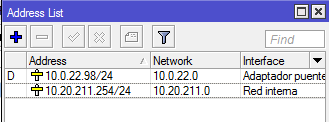 Address List
Find
Address Network Interface
D 10.0.22.98/24 10.0.22.0 Adaptador puente
10.20.211.254/24 10.20.211.0 Red interna